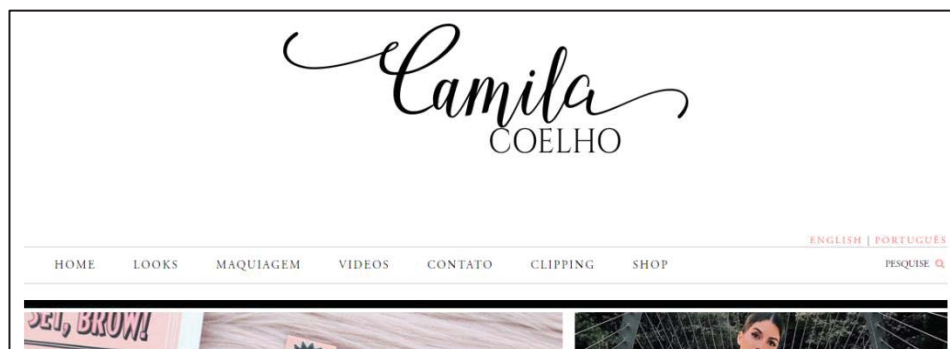 Camila
COELHO
ENGLISH | PORTUGUÊS
HOME LOOKS MAQUIAGEM VIDEOS CONTATO CLIPPING SHOP PESQUISE
SET, BROW!